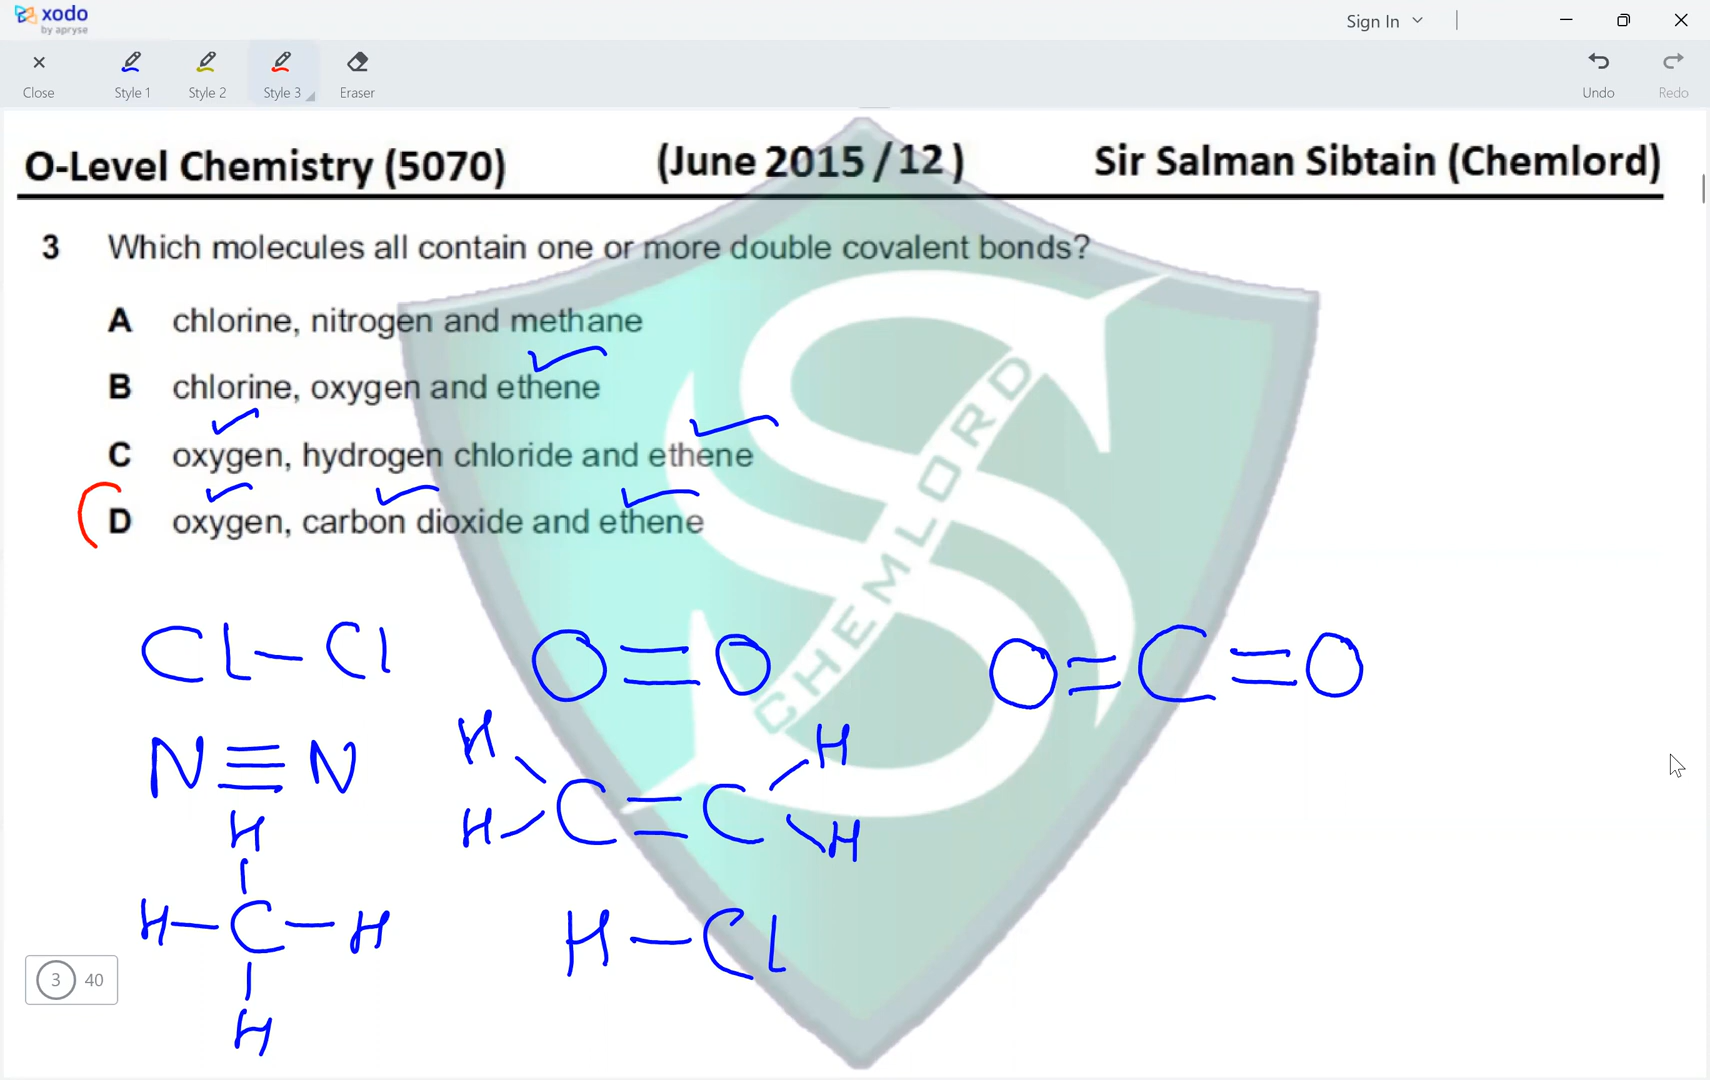 xodo
by apryse
Sign In
Close
Style 1
Style 2
Style 3
Eraser
Undo
Redo
O-Level Chemistry (5070) (June 2015/12) Sir Salman Sibtain (Chemlord)
3 Which molecules all contain one or more double covalent bonds?
A chlorine, nitrogen and methane
B chlorine, oxygen and ethene
C oxygen, hydrogen chloride and ethene
D oxygen, carbon dioxide and ethene
CHEMLORD
Cl—Cl
O=O
O=C=O
N≡N
H H
H C=C H
H
H—C—H
H
H—Cl
3 40